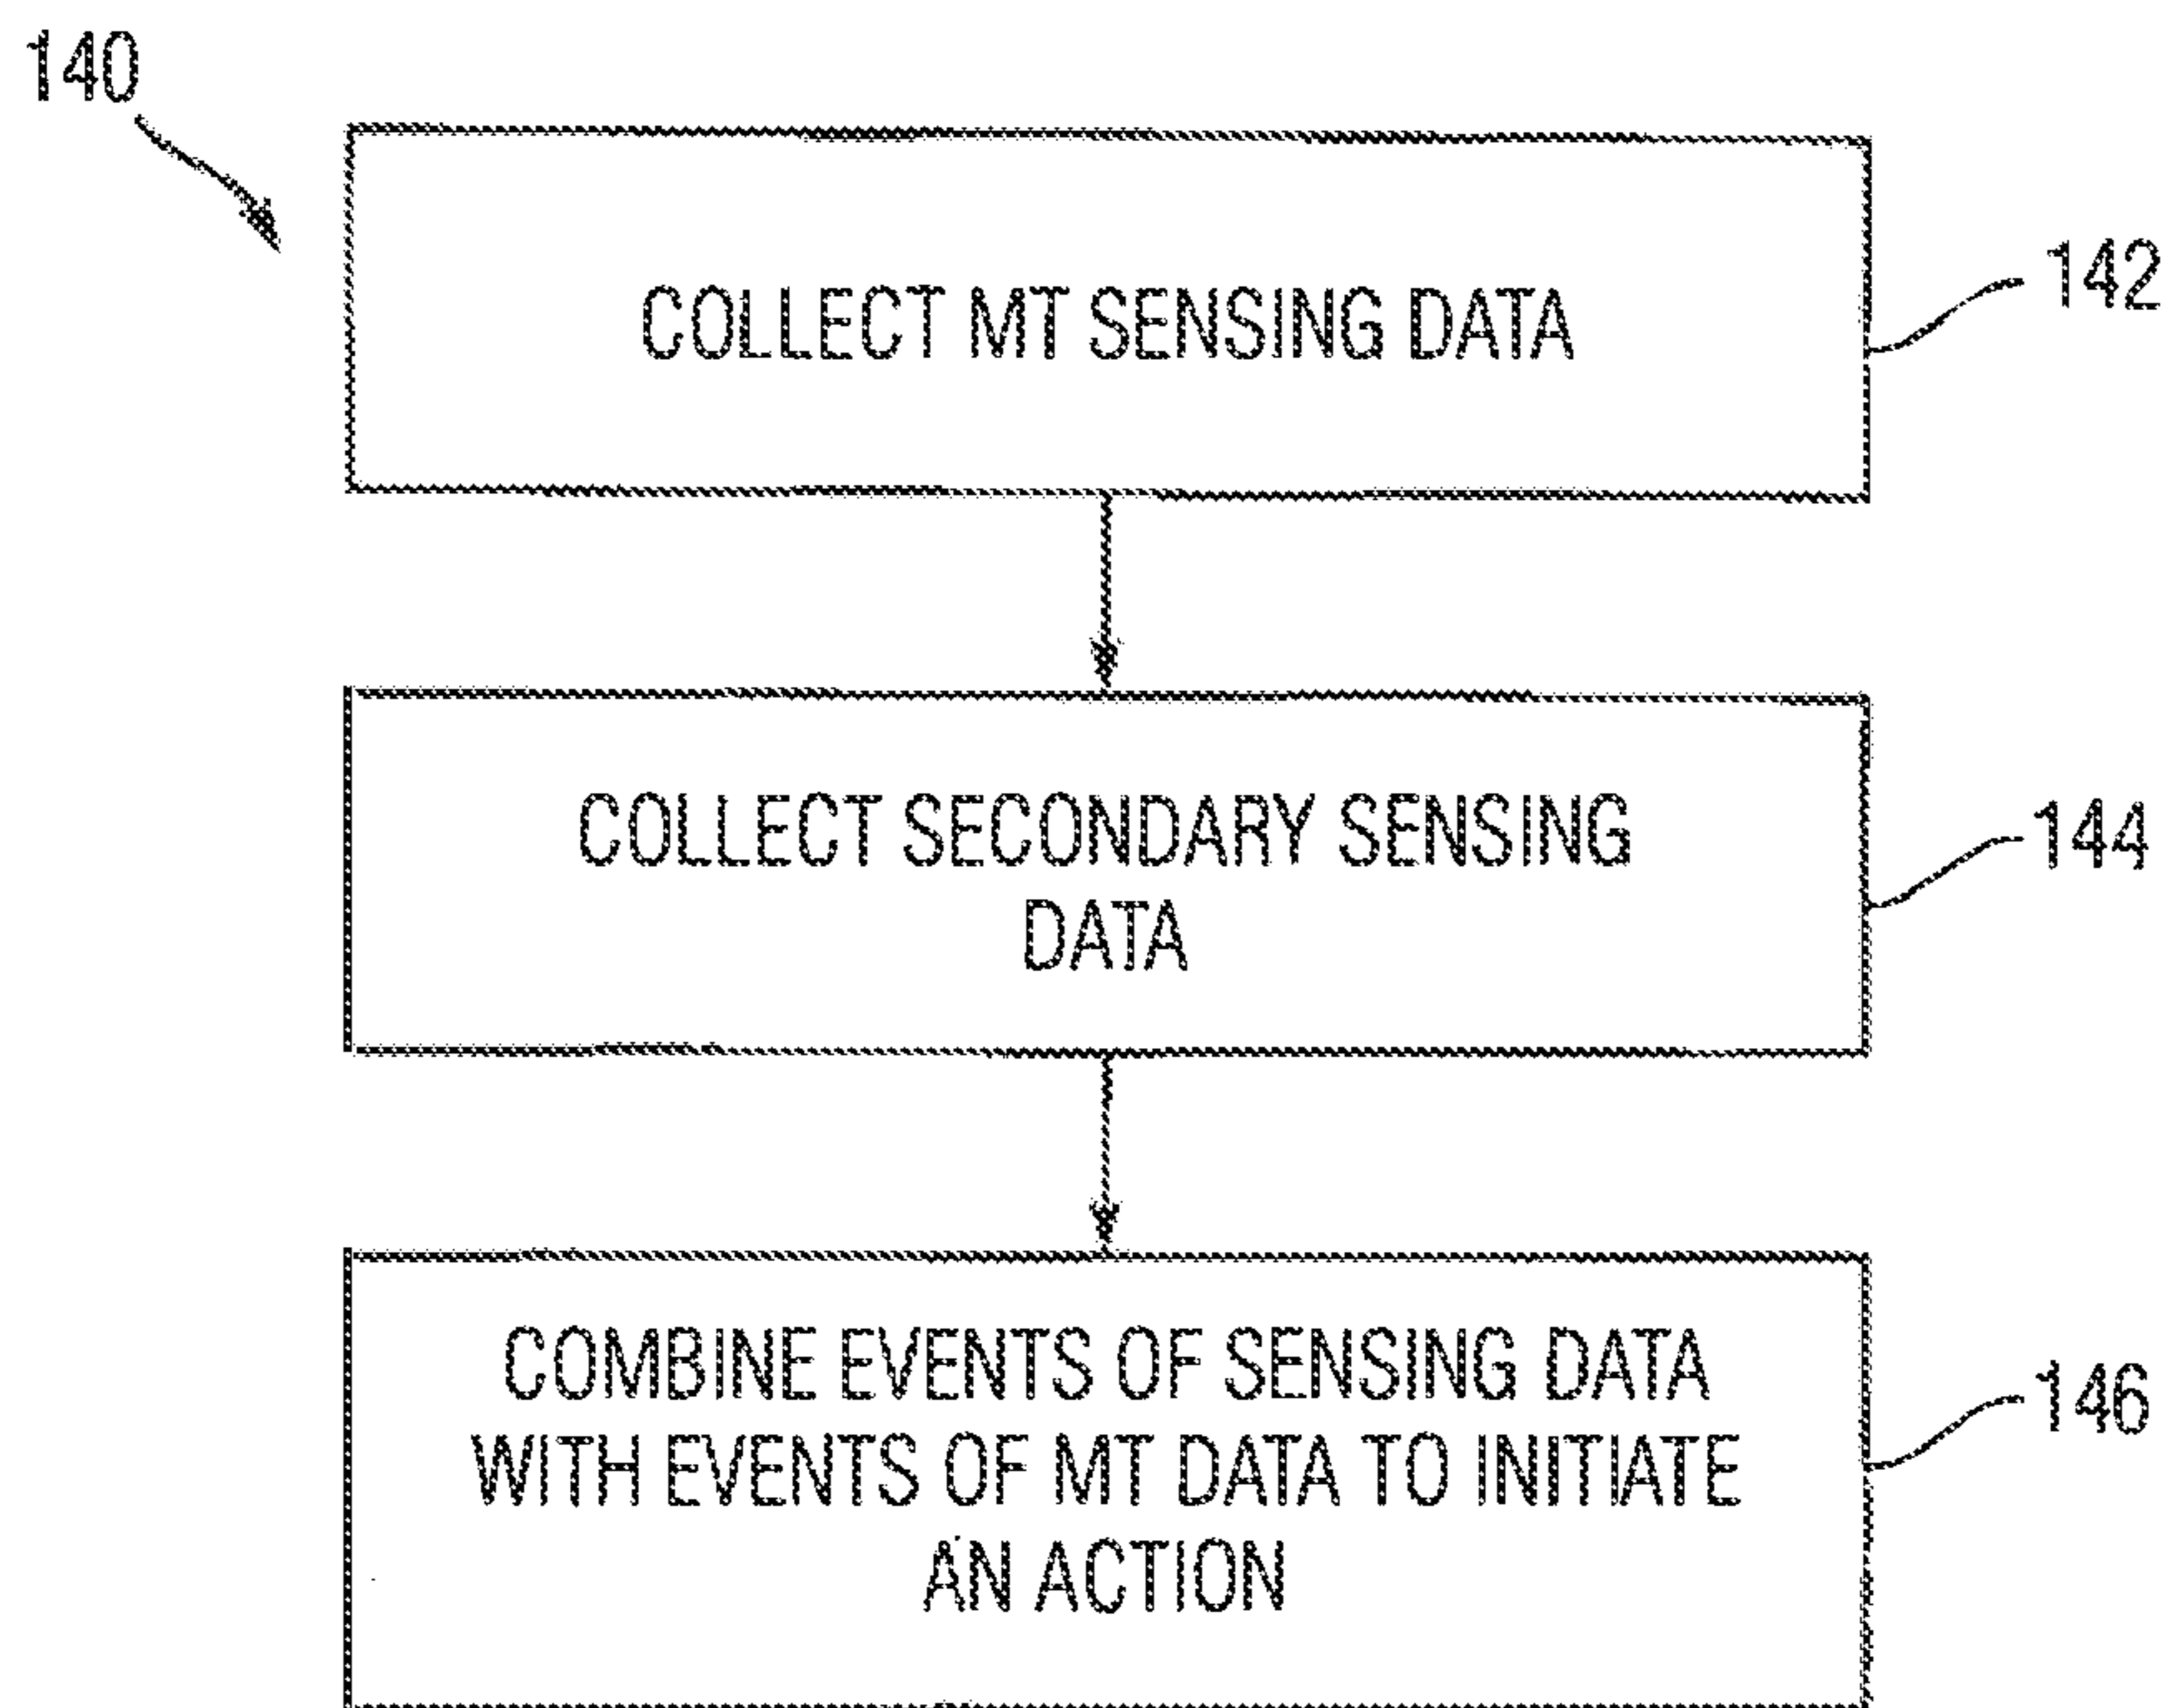 140
COLLECT MT SENSING DATA
142
COLLECT SECONDARY SENSING
DATA
144
COMBINE EVENTS OF SENSING DATA
WITH EVENTS OF MT DATA TO INITIATE
AN ACTION
146